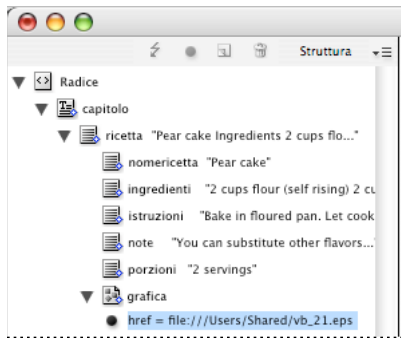 Struttura
Radice
capitolo
ricetta "Pear cake Ingredients 2 cups flo..."
nomericetta "Pear cake"
ingredienti "2 cups flour (self rising) 2 cu
istruzioni "Bake in floured pan. Let cook
note "You can substitute other flavors...
porzioni "2 servings"
grafica
href = file:///Users/Shared/vb_21.eps